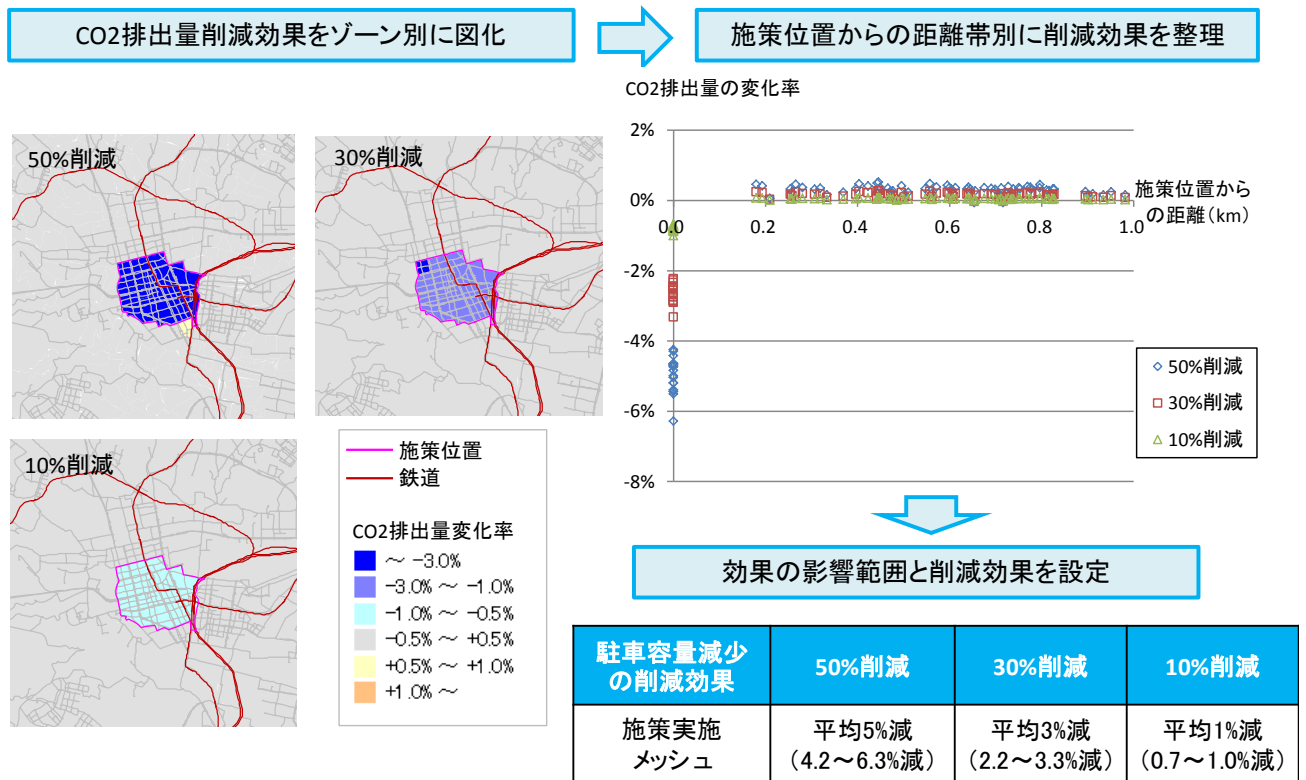 CO2排出量削減効果をゾーン別に図化
施策位置からの距離帯別に削減効果を整理
50%削減
30%削減
10%削減
施策位置
鉄道
CO2排出量変化率
～ -3.0%
-3.0% ～ -1.0%
-1.0% ～ -0.5%
-0.5% ～ +0.5%
+0.5% ～ +1.0%
+1.0% ～
CO2排出量の変化率
2%
0%
-2%
-4%
-6%
-8%
0.0
0.2
0.4
0.6
0.8
1.0
施策位置から
の距離（km）
50%削減
30%削減
10%削減
効果の影響範囲と削減効果を設定
駐車容量減少
の削減効果
50%削減
30%削減
10%削減
施策実施
メッシュ
平均5%減
（4.2～6.3%減）
平均3%減
（2.2～3.3%減）
平均1%減
（0.7～1.0%減）